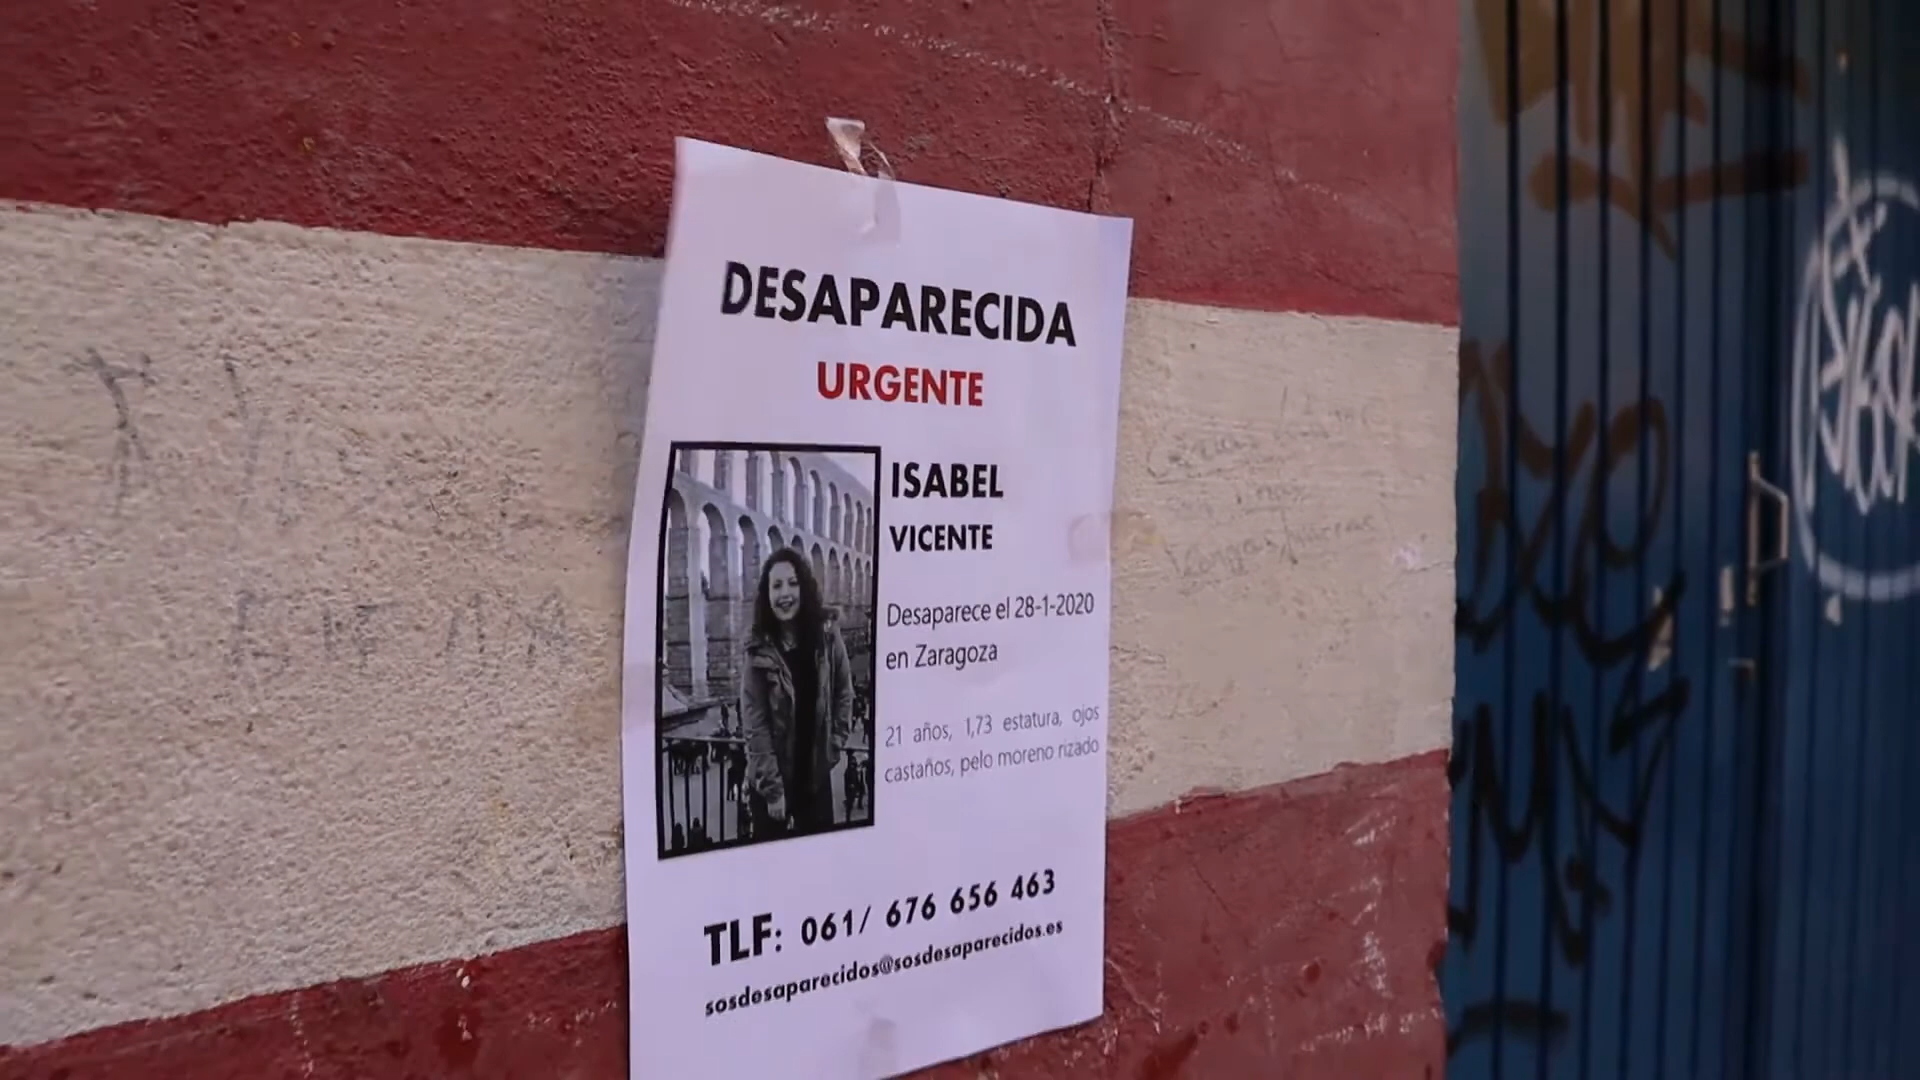 DESAPARECIDA
URGENTE
ISABEL
VICENTE
Desaparece el 28-1-2020
en Zaragoza
21 años, 1,73 estatura, ojos
castaños, pelo moreno rizado
TLF: 061/ 676 656 463
sosdesaparecidos@sosdesaparecidos.es